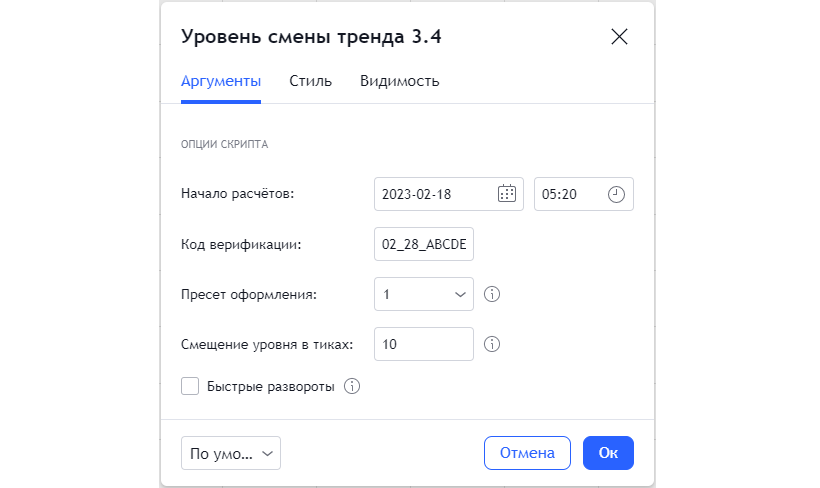 Уровень смены тренда 3.4
Аргументы Стиль Видимость
ОПЦИИ СКРИПТА
Начало расчётов: 2023-02-18 05:20
Код верификации: 02_28_ABCDE
Пресет оформления: 1
Смещение уровня в тиках: 10
Быстрые развороты
По умо... Отмена Ок